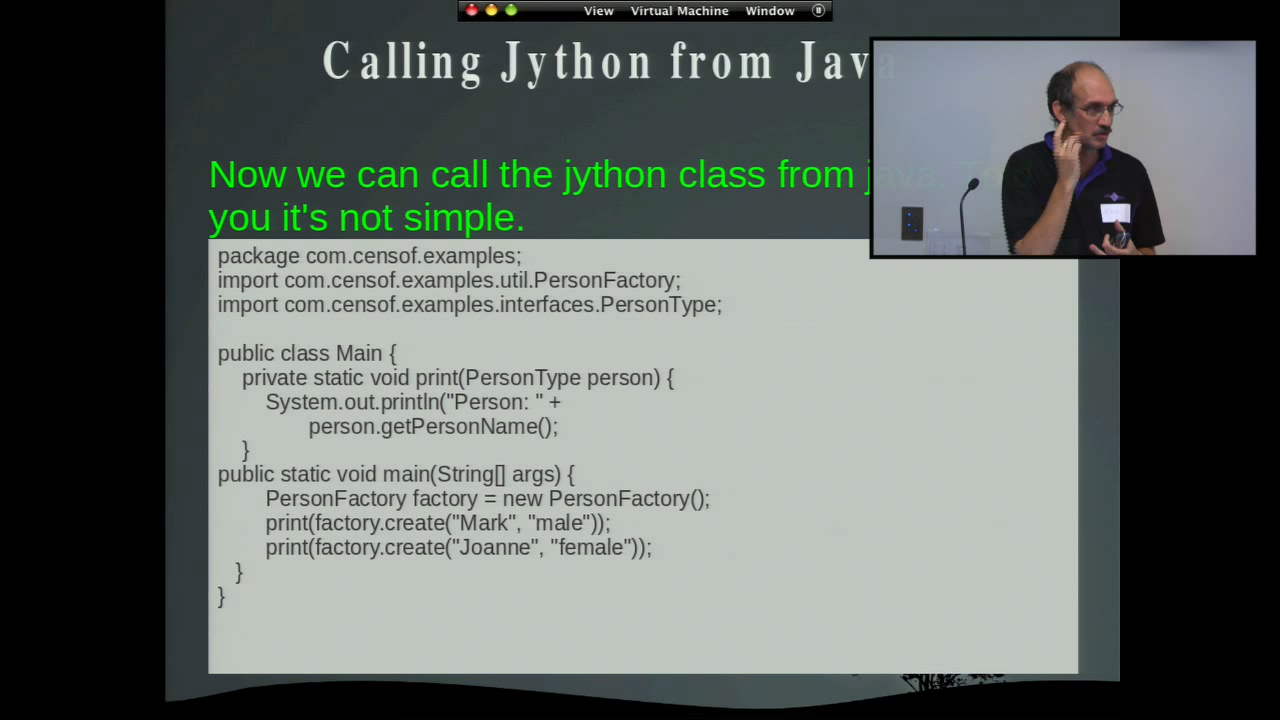 View Virtual Machine Window
Calling Jython from Java
Now we can call the jython class from java. Told
you it's not simple.
package com.censof.examples;
import com.censof.examples.util.PersonFactory;
import com.censof.examples.interfaces.PersonType;
public class Main {
private static void print(PersonType person) {
System.out.println("Person: " +
person.getPersonName();
}
public static void main(String[] args) {
PersonFactory factory = new PersonFactory();
print(factory.create("Mark", "male"));
print(factory.create("Joanne", "female"));
}
}